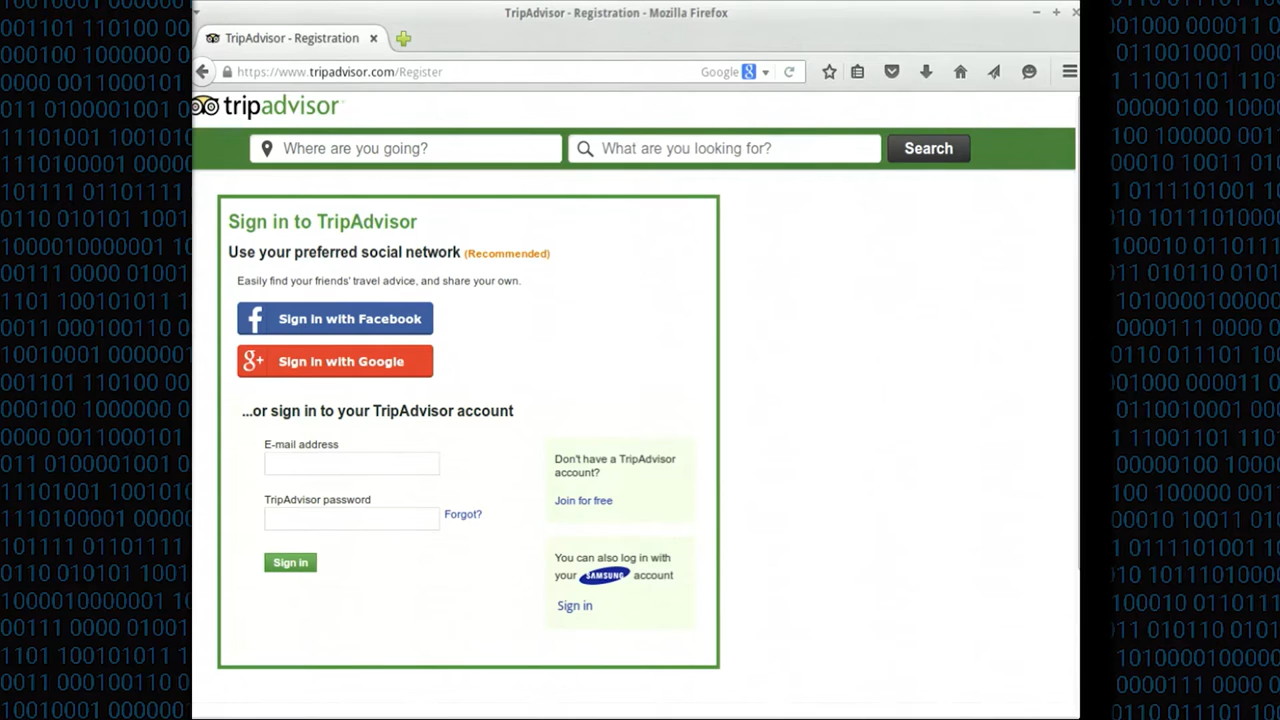 TripAdvisor - Registration - Mozilla Firefox
TripAdvisor - Registration
https://www.tripadvisor.com/Register
Google
tripadvisor
Where are you going?
What are you looking for?
Search
Sign in to TripAdvisor
Use your preferred social network (Recommended)
Easily find your friends' travel advice, and share your own.
Sign in with Facebook
Sign in with Google
...or sign in to your TripAdvisor account
E-mail address
Don't have a TripAdvisor
account?
TripAdvisor password
Join for free
Forgot?
Sign in
You can also log in with
your SAMSUNG account
Sign in